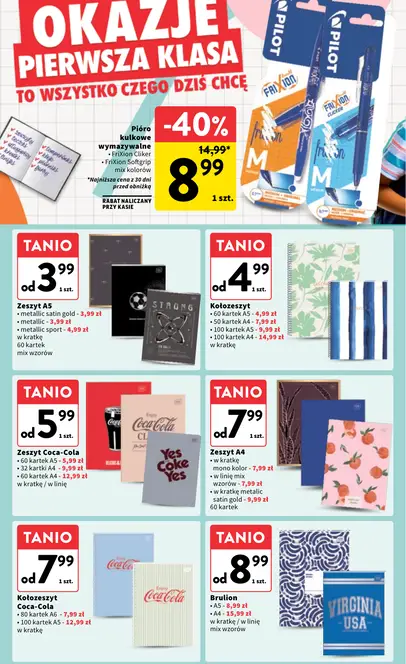 OKAZJE
PIERWSZA KLASA
TO WSZYSTKO CZEGO DZIŚ CHCĘ
PILOT
PILOT
FRIXION
FRIXION
CLICKER
M
M
Pióro
kulkowe
wymazywalne
• FriXion Cliker
• FriXion Softgrip
mix kolorów
*Najniższa cena z 30 dni
przed obniżką
RABAT NALICZANY
PRZY KASIE
-40%
14,99*
8 99
1 szt.
TANIO
od 3 99
1 szt.
Zeszyt A5
• metallic satin gold - 3,99 zł
• metallic - 3,99 zł
• metallic sport - 4,99 zł
w kratkę
60 kartek
mix wzorów
STRONG
TANIO
od 4 99
1 szt.
Kołozeszyt
• 60 kartek A5 - 4,99 zł
• 50 kartek A4 - 7,99 zł
• 100 kartek A5 - 9,99 zł
• 100 kartek A4 - 14,99 zł
w kratkę
TANIO
od 5 99
1 szt.
Zeszyt Coca-Cola
• 60 kartek A5 - 5,99 zł
• 32 kartki A4 - 9,99 zł
• 60 kartek A4 - 12,99 zł
w kratkę / w linię
Enjoy
Coca-Cola
Yes
Coke
Yes
TANIO
od 7 99
1 szt.
Zeszyt A4
• w kratkę
mono kolor - 7,99 zł
• w linię mix
wzorów - 7,99 zł
• w kratkę metalic
satin gold - 9,99 zł
60 kartek
TANIO
od 7 99
1 szt.
Kołozeszyt
Coca-Cola
• 80 kartek A6 - 7,99 zł
• 100 kartek A5 - 12,99 zł
w kratkę
Coca-Cola
Coca-Cola
TANIO
od 8 99
1 szt.
Brulion
• A5 - 8,99 zł
• A4 - 15,99 zł
w kratkę / w linię
mix wzorów
VIRGINIA
USA